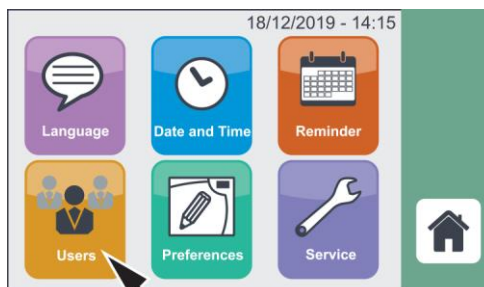 18/12/2019 - 14:15
Language Date and Time Reminder
Users Preferences Service